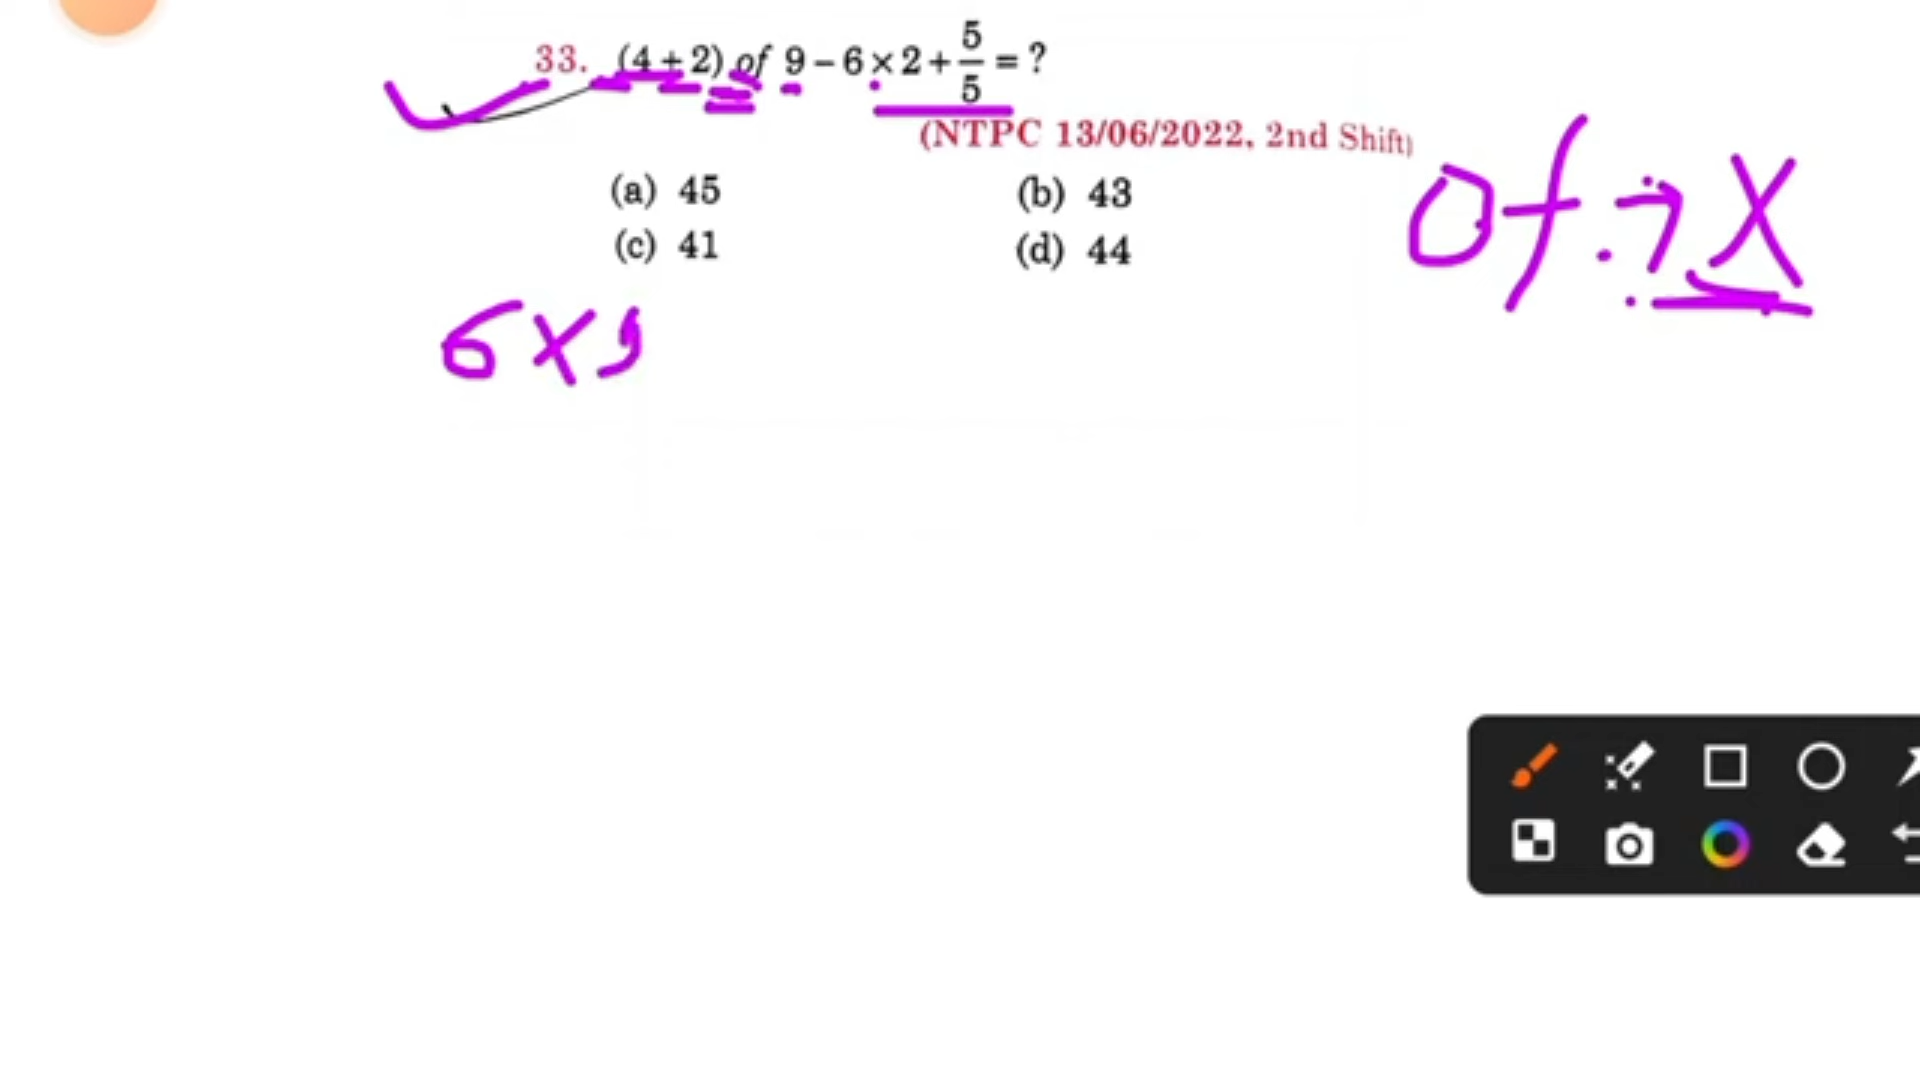 33. (4 + 2) of 9 – 6 × 2 + 5/5 = ?
(NTPC 13/06/2022, 2nd Shift)
(a) 45 (b) 43
(c) 41 (d) 44
Of X
6 × 9